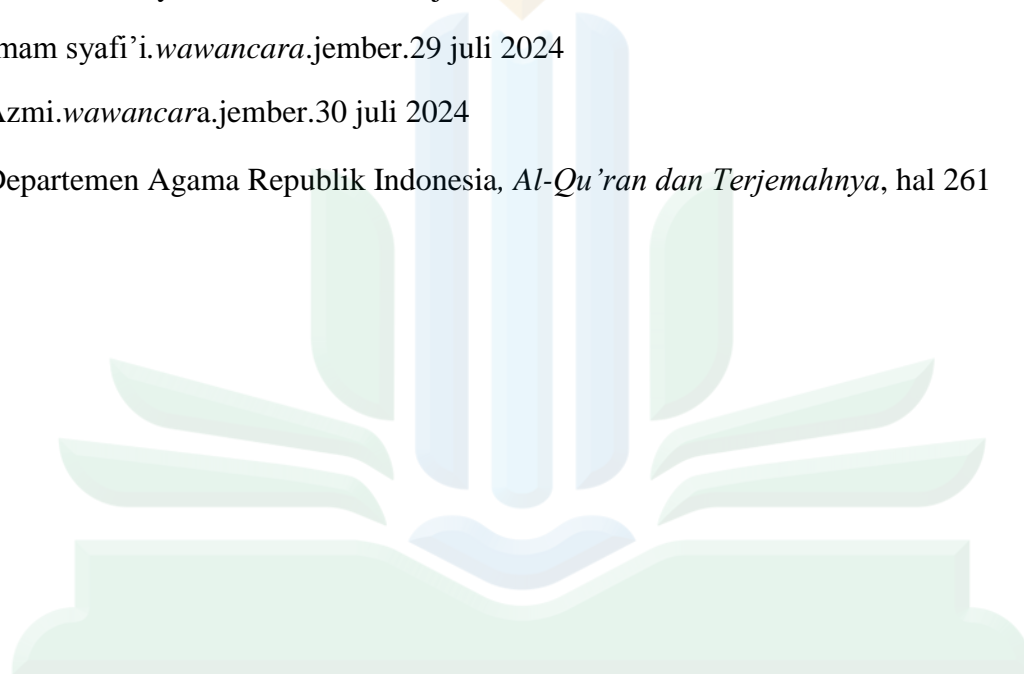 mam syafi’i.wawancara.jember.29 juli 2024
Azmi.wawancara.jember.30 juli 2024
Departemen Agama Republik Indonesia, Al-Qu’ran dan Terjemahnya, hal 261